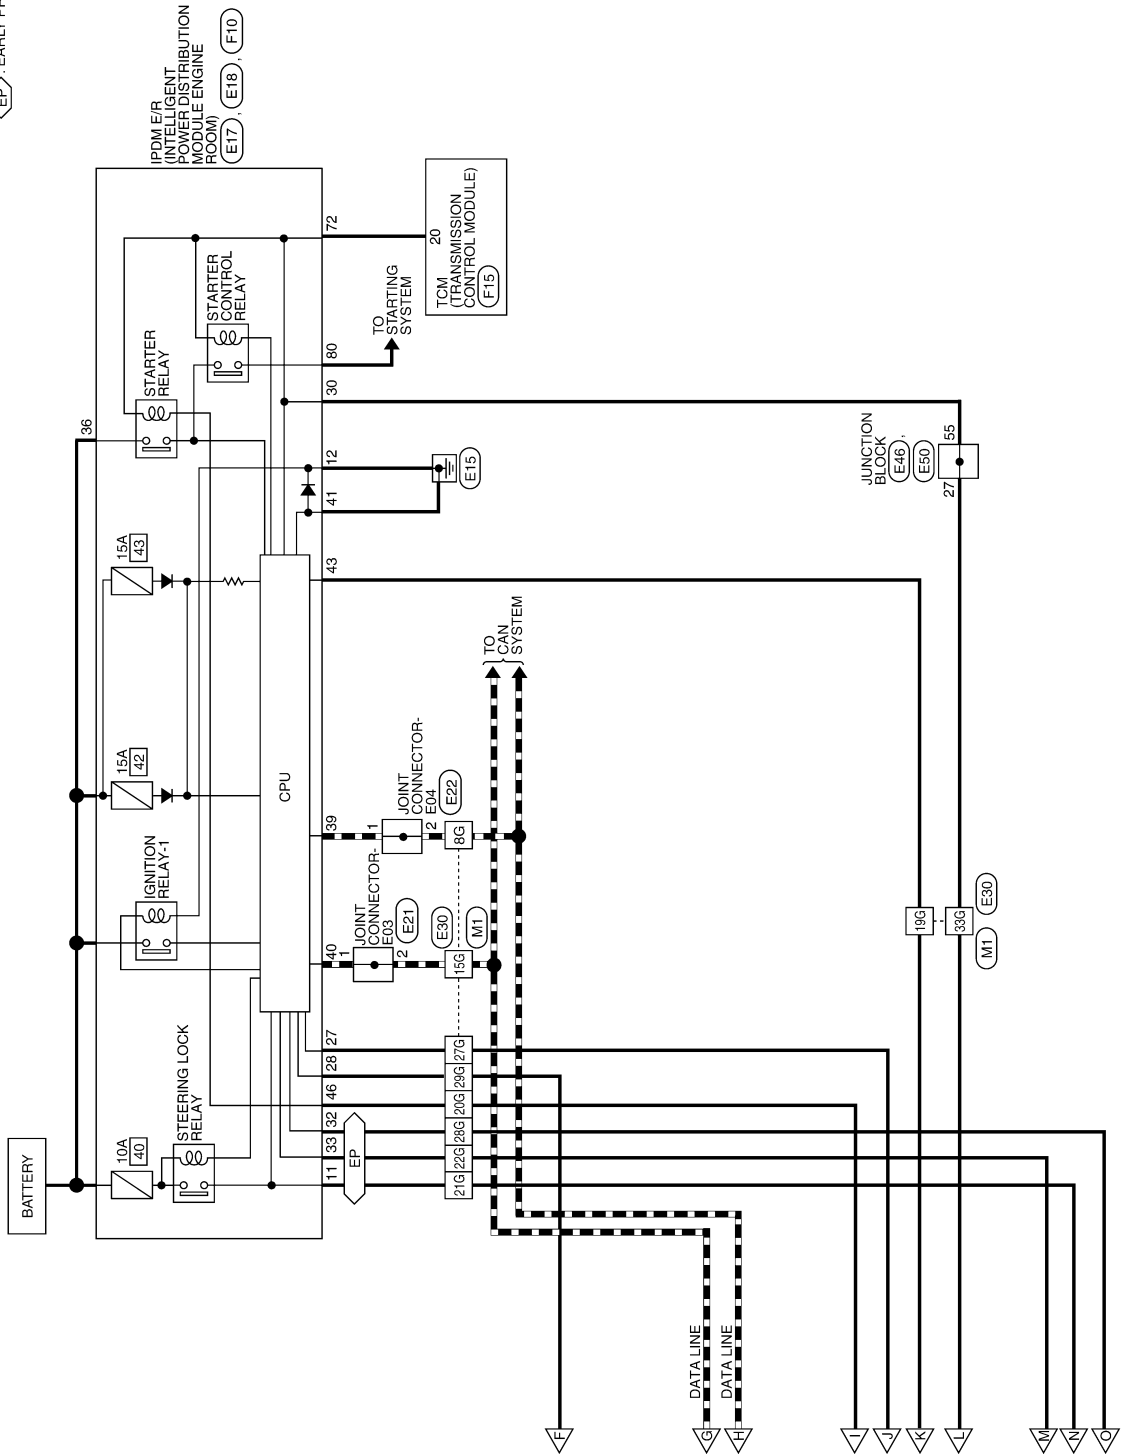 EP : EARLY
IPDM E/R
(INTELLIGENT
POWER DISTRIBUTION
MODULE ENGINE
ROOM)
E17 , E18 , F10
BATTERY
10A
40
STEERING LOCK
RELAY
IGNITION
RELAY-1
15A
42
15A
43
36
STARTER
RELAY
STARTER
CONTROL
RELAY
CPU
11
33
32
46
28
27
40
39
43
41
12
30
80
72
EP
TO
STARTING
SYSTEM
20
TCM
(TRANSMISSION
CONTROL MODULE)
F15
E15
JOINT
CONNECTOR-
E03
E21
1
2
JOINT
CONNECTOR-
E04
E22
1
2
E30
M1
21G
22G
28G
20G
29G
27G
15G
8G
TO
CAN
SYSTEM
JUNCTION
BLOCK
E46 ,
E50
27
55
19G
33G
M1
E30
DATA LINE
DATA LINE
F
G
H
I
J
K
L
M
N
O